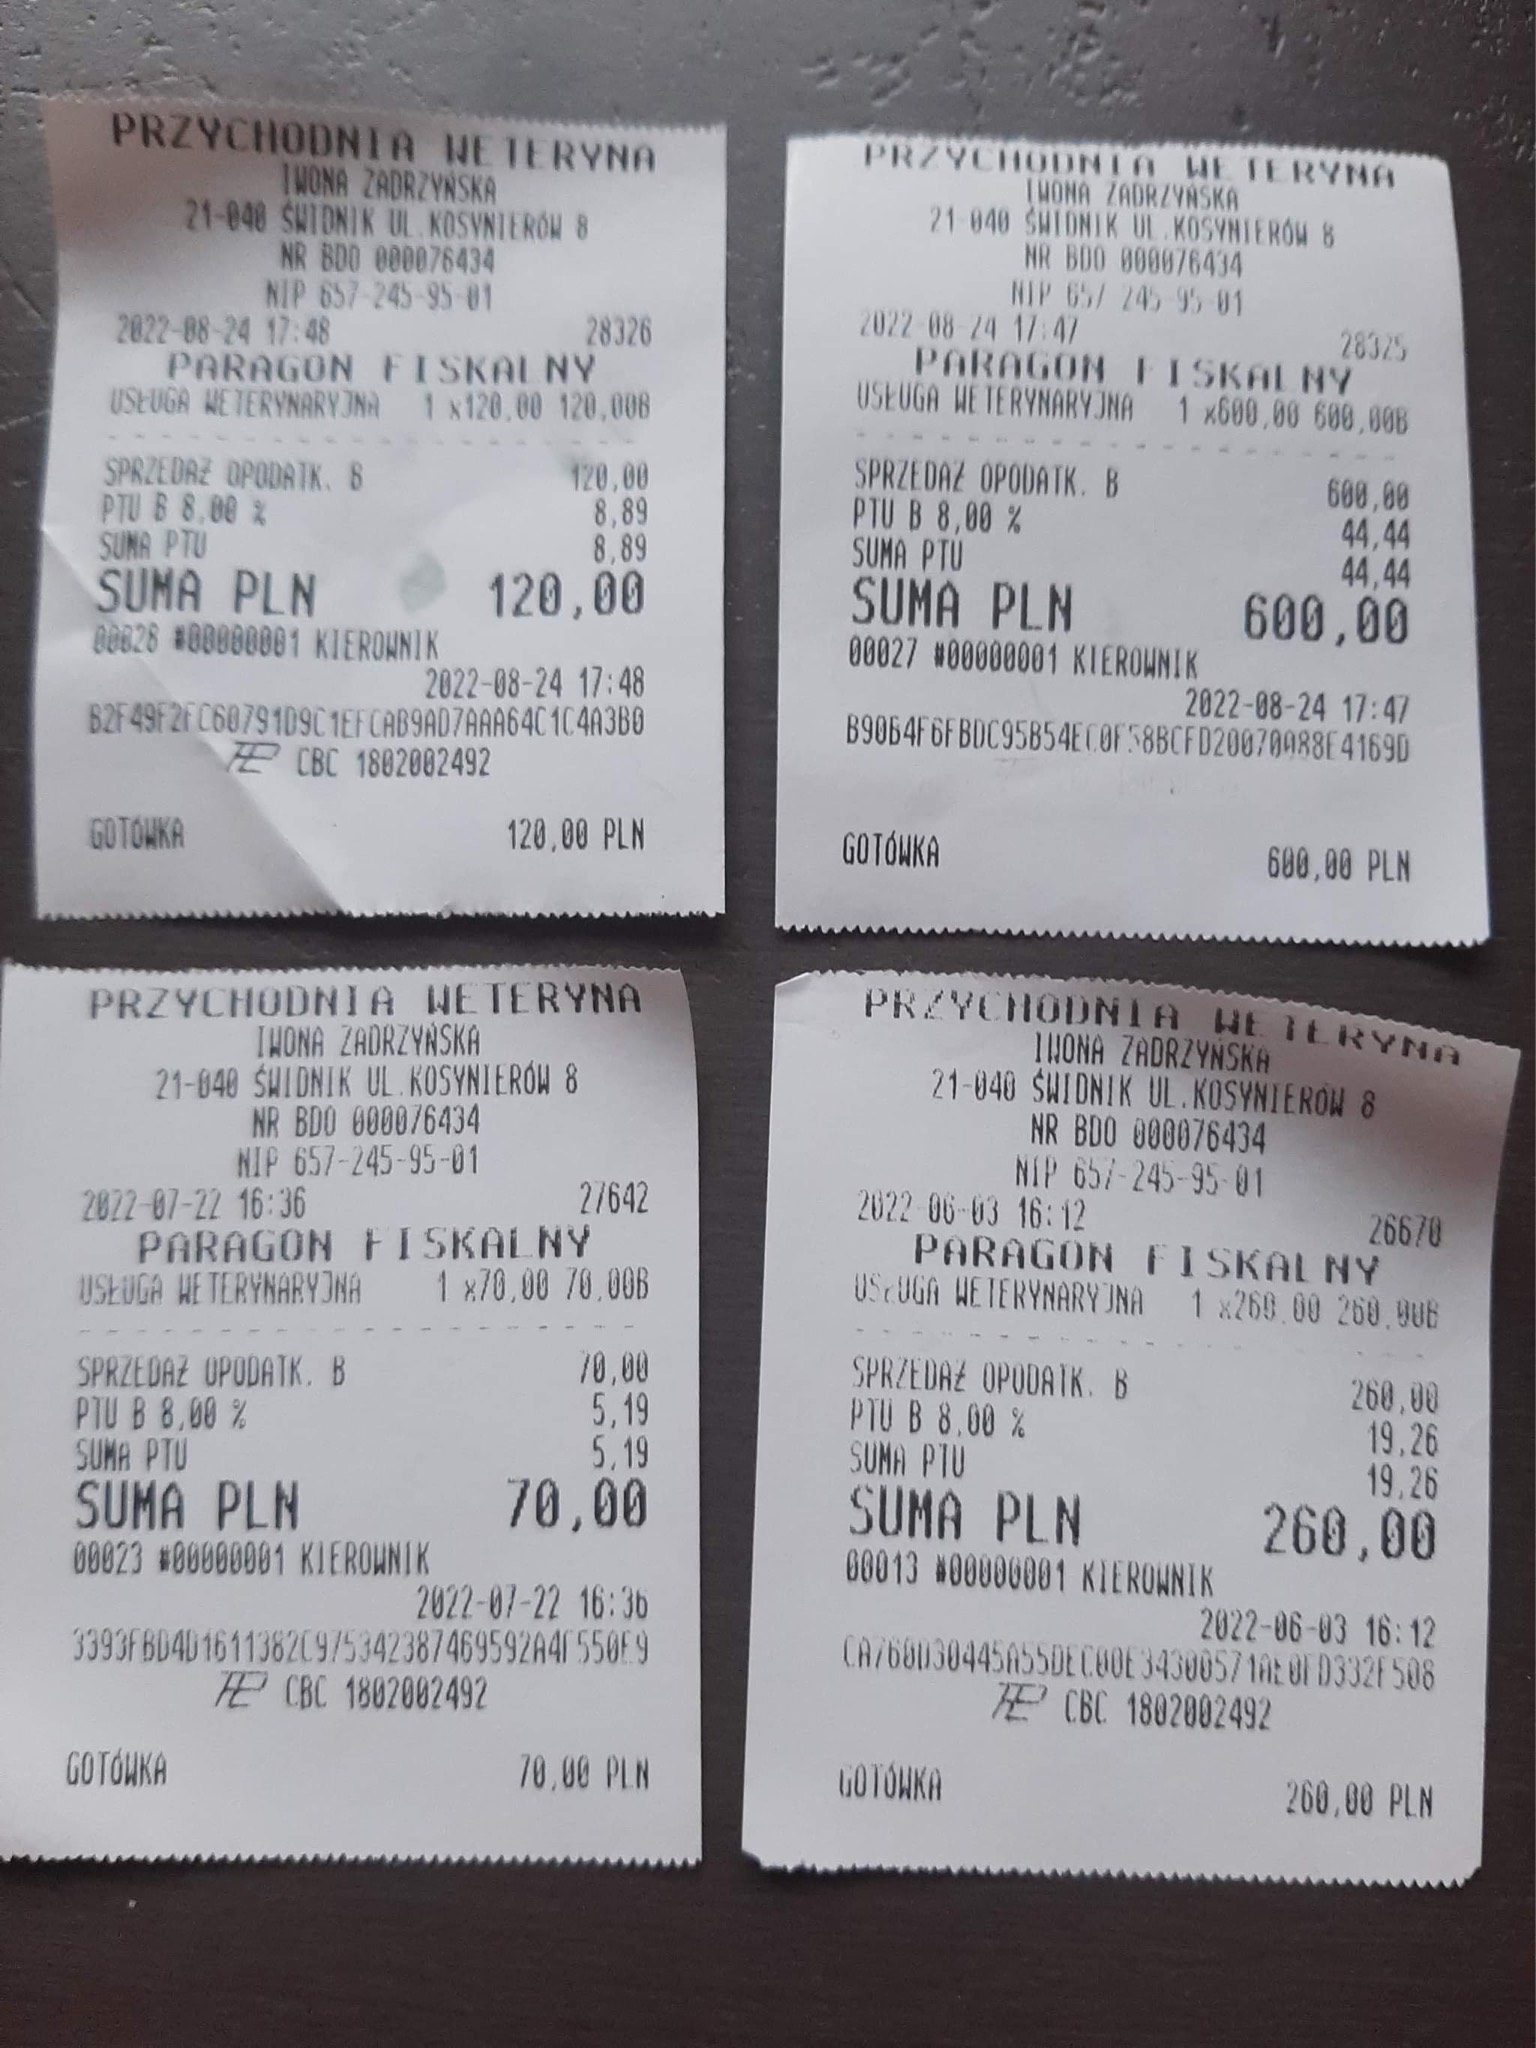 PRZYCHODNIA WETERYNA
IWONA ZADRZYŃSKA
21-040 ŚWIDNIK UL.KOSYNIERÓW 8
NR BDO 000076434
NIP 657-245-95-01
2022-08-24 17:48 28326
PARAGON FISKALNY
USŁUGA WETERYNARYJNA 1 x120,00 120,00B
SPRZEDAŻ OPODATK. B 120,00
PTU B 8,00 % 8,89
SUMA PTU 8,89
SUMA PLN 120,00
00028 #00000001 KIEROWNIK
2022-08-24 17:48
B2F49F2FC60791D9C1EFCAB9AD7AAA64C1C4A3B0
CBC 1802002492
GOTÓWKA 120,00 PLN
PRZYCHODNIA WETERYNA
IWONA ZADRZYŃSKA
21-040 ŚWIDNIK UL.KOSYNIERÓW 8
NR BDO 000076434
NIP 657-245-95-01
2022-08-24 17:47 28325
PARAGON FISKALNY
USŁUGA WETERYNARYJNA 1 x600,00 600,00B
SPRZEDAŻ OPODATK. B 600,00
PTU B 8,00 % 44,44
SUMA PTU 44,44
SUMA PLN 600,00
00027 #00000001 KIEROWNIK
2022-08-24 17:47
B90B4F6FBDC95B54EC0F58BCFD20070A88E4169D
GOTÓWKA 600,00 PLN
PRZYCHODNIA WETERYNA
IWONA ZADRZYŃSKA
21-040 ŚWIDNIK UL.KOSYNIERÓW 8
NR BDO 000076434
NIP 657-245-95-01
2022-07-22 16:36 27642
PARAGON FISKALNY
USŁUGA WETERYNARYJNA 1 x70,00 70,00B
SPRZEDAŻ OPODATK. B 70,00
PTU B 8,00 % 5,19
SUMA PTU 5,19
SUMA PLN 70,00
00023 #00000001 KIEROWNIK
2022-07-22 16:36
3393FBD4D1611382C975342387469592A4F550E9
CBC 1802002492
GOTÓWKA 70,00 PLN
PRZYCHODNIA WETERYNA
IWONA ZADRZYŃSKA
21-040 ŚWIDNIK UL.KOSYNIERÓW 8
NR BDO 000076434
NIP 657-245-95-01
2022-06-03 16:12 26670
PARAGON FISKALNY
USŁUGA WETERYNARYJNA 1 x260,00 260,00B
SPRZEDAŻ OPODATK. B 260,00
PTU B 8,00 % 19,26
SUMA PTU 19,26
SUMA PLN 260,00
00013 #00000001 KIEROWNIK
2022-06-03 16:12
CBC 1802002492
GOTÓWKA 260,00 PLN